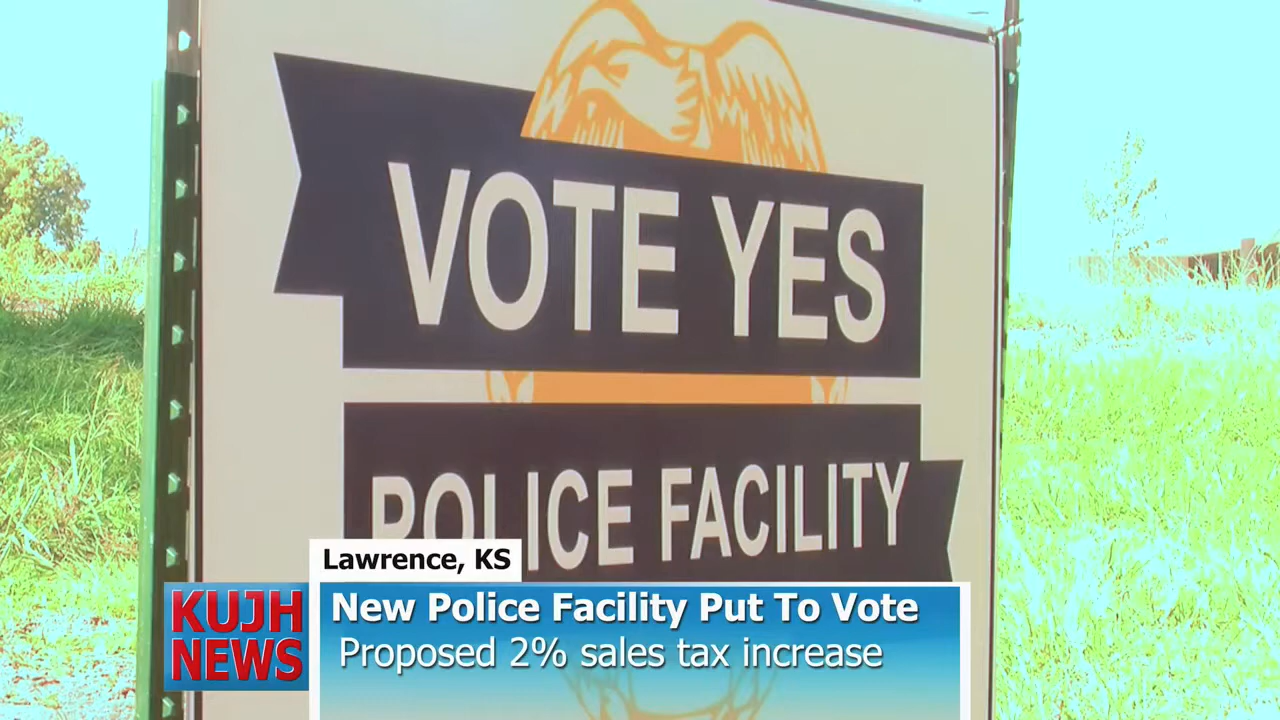 VOTE YES
POLICE FACILITY
Lawrence, KS
KUJH
NEWS
New Police Facility Put To Vote
Proposed 2% sales tax increase